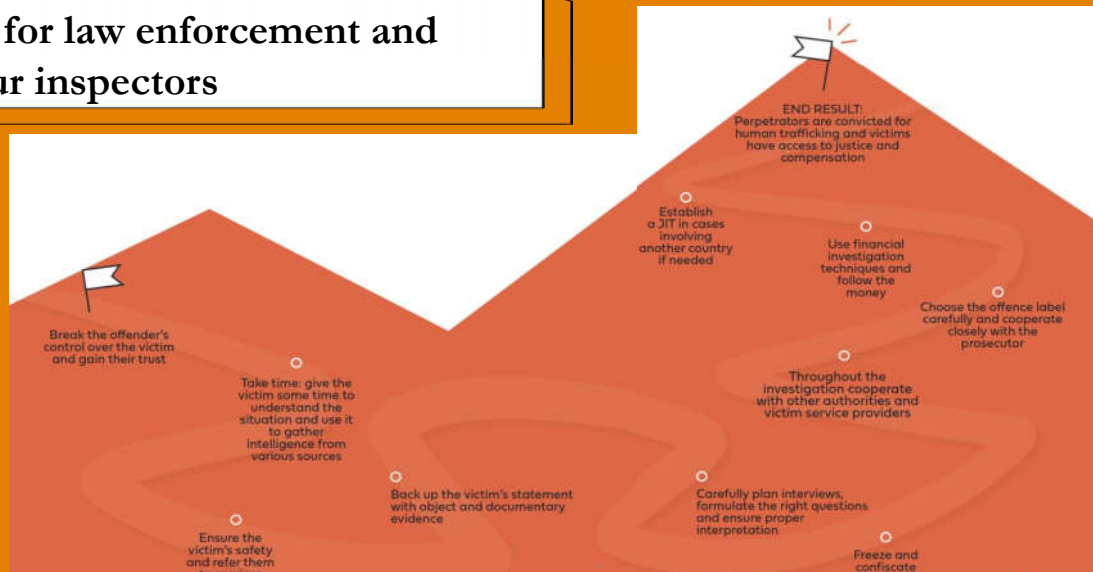 for law enforcement and
ur inspectors
END RESULT:
Perpetrators are convicted for
human trafficking and victims
have access to justice and
compensation
Establish
a JIT in cases
involving
another country
if needed
Use financial
investigation
techniques and
follow the
money
Choose the offence label
carefully and cooperate
closely with the
prosecutor
Break the offender's
control over the victim
and gain their trust
Take time: give the
victim some time to
understand the
situation and use it
to gather
intelligence from
various sources
Throughout the
investigation cooperate
with other authorities and
victim service providers
Back up the victim's statement
with object and documentary
evidence
Carefully plan interviews,
formulate the right questions
and ensure proper
interpretation
Ensure the
victim's safety
and refer them
Freeze and
confiscate